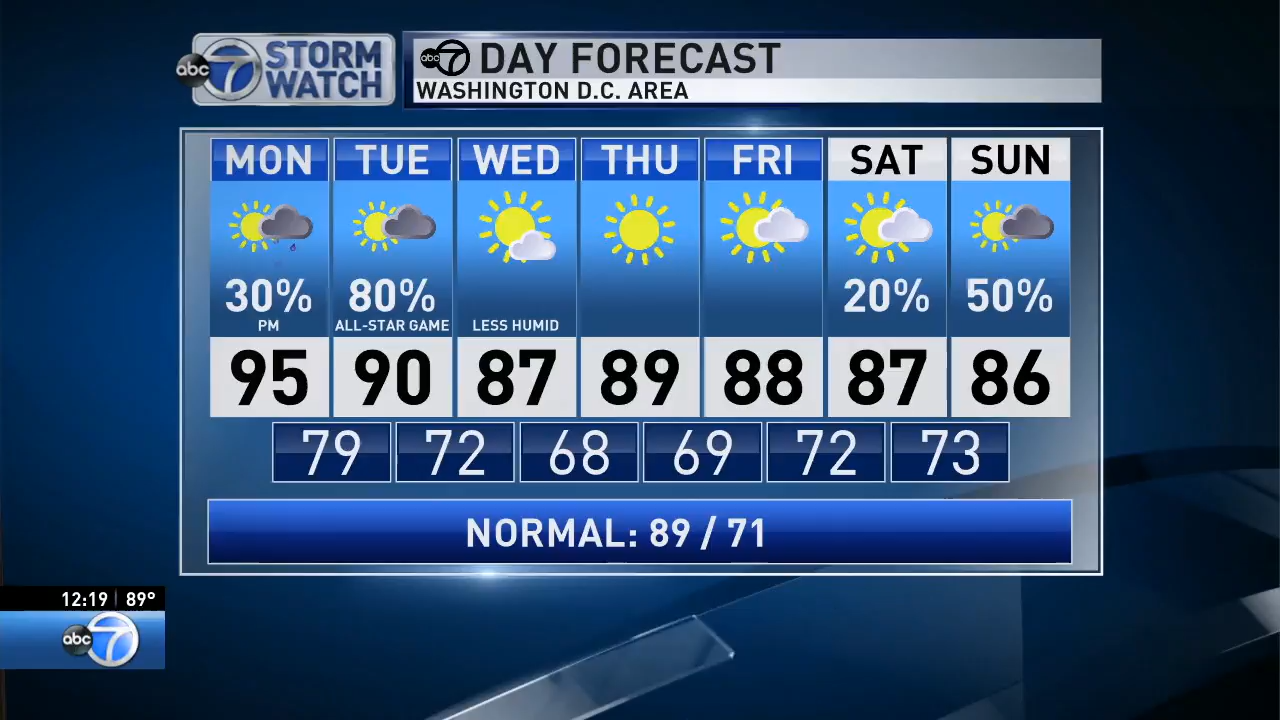 abc 7 STORM WATCH
abc 7 DAY FORECAST
WASHINGTON D.C. AREA
MON TUE WED THU FRI SAT SUN
30% 80% 20% 50%
PM ALL-STAR GAME LESS HUMID
95 90 87 89 88 87 86
79 72 68 69 72 73
NORMAL: 89 / 71
12:19 89°
abc 7